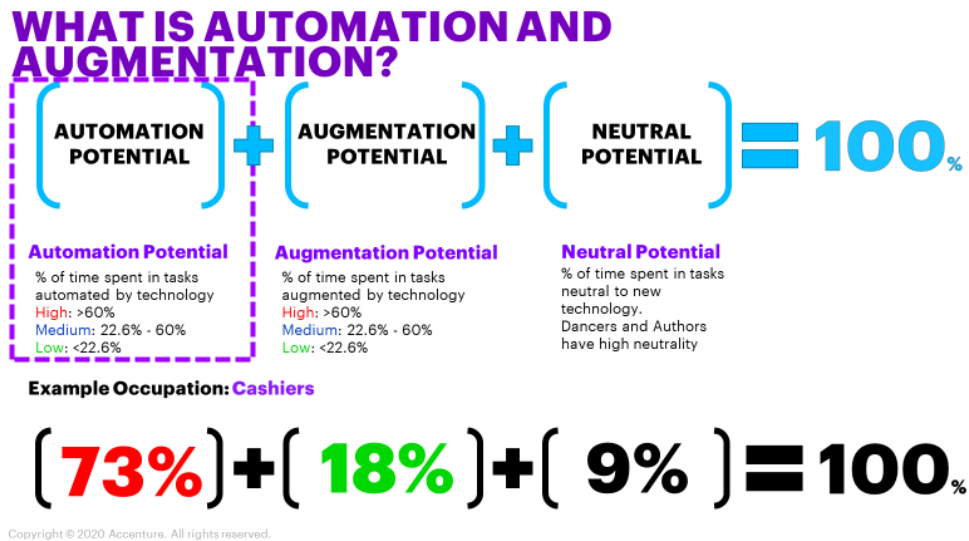 WHAT IS AUTOMATION AND
AUGMENTATION?
AUTOMATION
POTENTIAL
+
AUGMENTATION
POTENTIAL
+
NEUTRAL
POTENTIAL
= 100%
Automation Potential
% of time spent in tasks
automated by technology
High: >60%
Medium: 22.6% - 60%
Low: <22.6%
Augmentation Potential
% of time spent in tasks
augmented by technology
High: >60%
Medium: 22.6% - 60%
Low: <22.6%
Neutral Potential
% of time spent in tasks
neutral to new
technology.
Dancers and Authors
have high neutrality
Example Occupation: Cashiers
(73%) + (18%) + (9%) = 100%
Copyright © 2020 Accenture. All rights reserved.